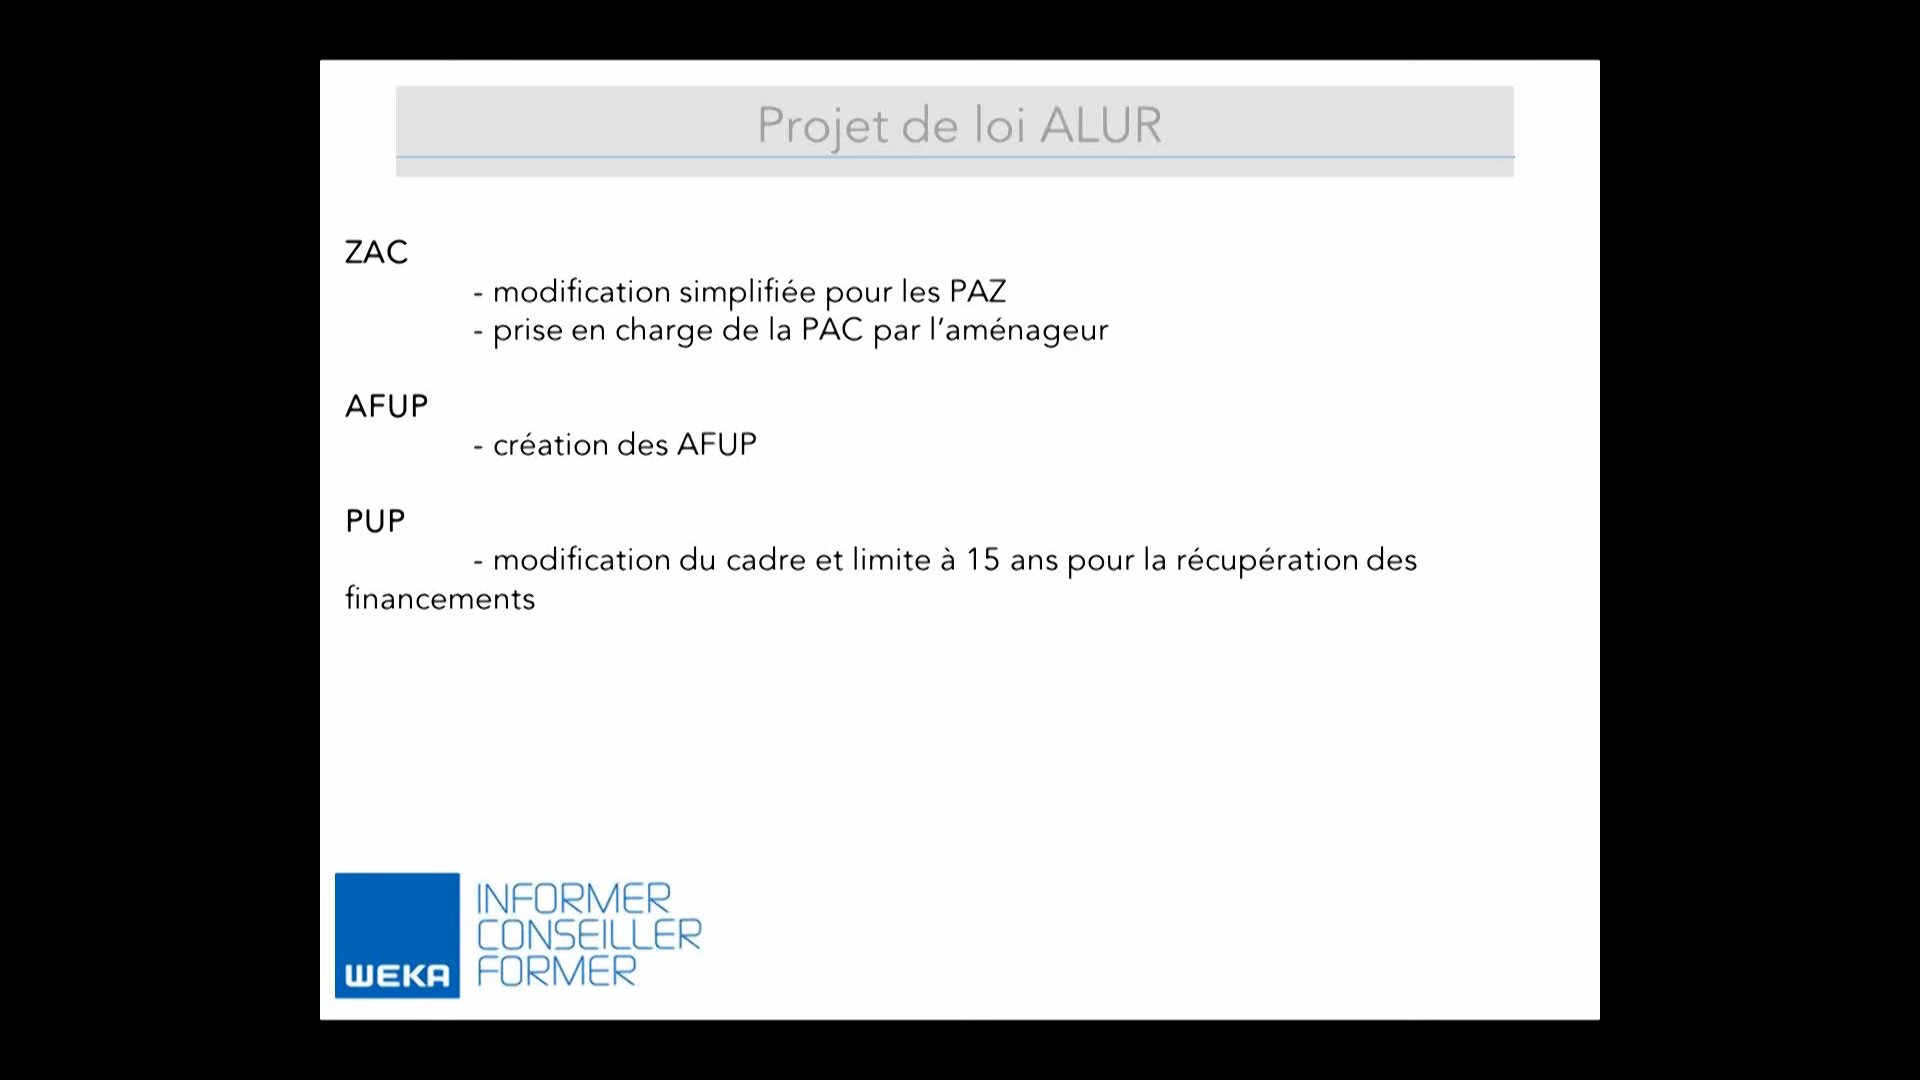 Projet de loi ALUR
ZAC
- modification simplifiée pour les PAZ
- prise en charge de la PAC par l’aménageur
AFUP
- création des AFUP
PUP
- modification du cadre et limite à 15 ans pour la récupération des
financements
WEKA
INFORMER
CONSEILLER
FORMER